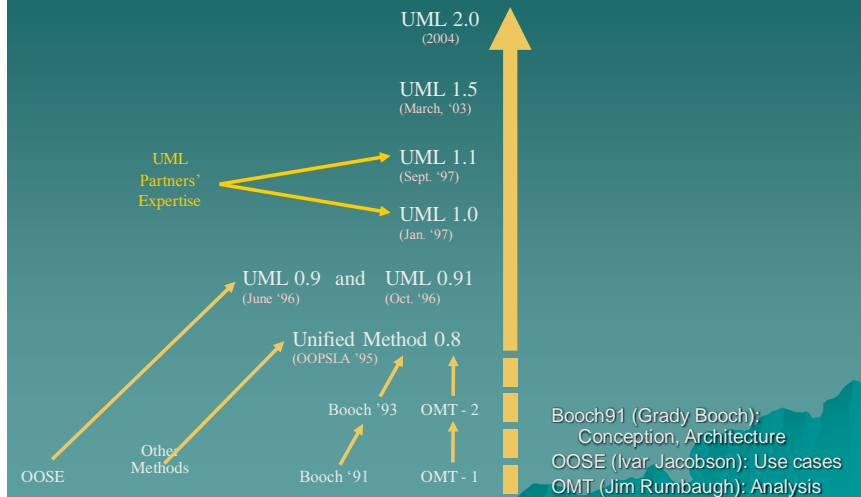 UML 2.0
(2004)
UML 1.5
(March, ‘03)
UML
Partners’
Expertise
UML 1.1
(Sept. ‘97)
UML 1.0
(Jan. ‘97)
UML 0.9 and UML 0.91
(June ‘96) (Oct. ‘96)
Unified Method 0.8
(OOPSLA ’95)
Booch ’93 OMT - 2
Other
Methods
OOSE Booch ’91 OMT - 1
Booch91 (Grady Booch):
Conception, Architecture
OOSE (Ivar Jacobson): Use cases
OMT (Jim Rumbaugh): Analysis